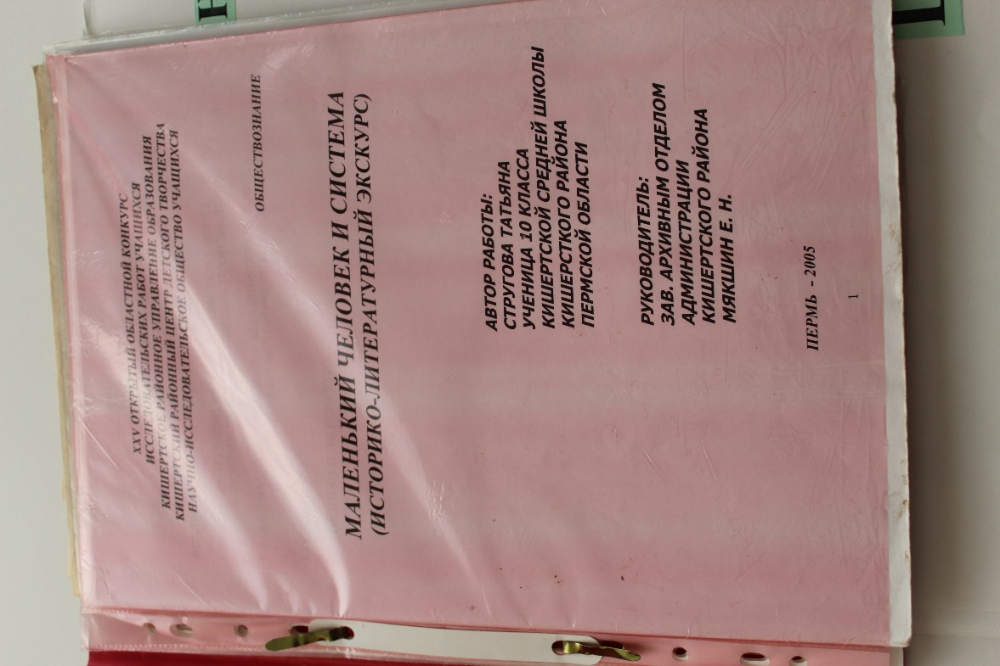 XXV ОТКРЫТЫЙ ОБЛАСТНОЙ КОНКУРС
ИССЛЕДОВАТЕЛЬСКИХ РАБОТ УЧАЩИХСЯ
КИШЕРТСКОЕ РАЙОННОЕ УПРАВЛЕНИЕ ОБРАЗОВАНИЯ
КИШЕРТСКИЙ РАЙОННЫЙ ЦЕНТР ДЕТСКОГО ТВОРЧЕСТВА
НАУЧНО-ИССЛЕДОВАТЕЛЬСКОЕ ОБЩЕСТВО УЧАЩИХСЯ
ОБЩЕСТВОЗНАНИЕ
МАЛЕНЬКИЙ ЧЕЛОВЕК И СИСТЕМА
(ИСТОРИКО-ЛИТЕРАТУРНЫЙ ЭКСКУРС)
АВТОР РАБОТЫ:
СТРУГОВА ТАТЬЯНА
УЧЕНИЦА 10 КЛАССА
КИШЕРТСКОЙ СРЕДНЕЙ ШКОЛЫ
КИШЕРСТКОГО РАЙОНА
ПЕРМСКОЙ ОБЛАСТИ
РУКОВОДИТЕЛЬ:
ЗАВ. АРХИВНЫМ ОТДЕЛОМ
АДМИНИСТРАЦИИ
КИШЕРТСКОГО РАЙОНА
МЯКШИН Е. Н.
ПЕРМЬ - 2005
1